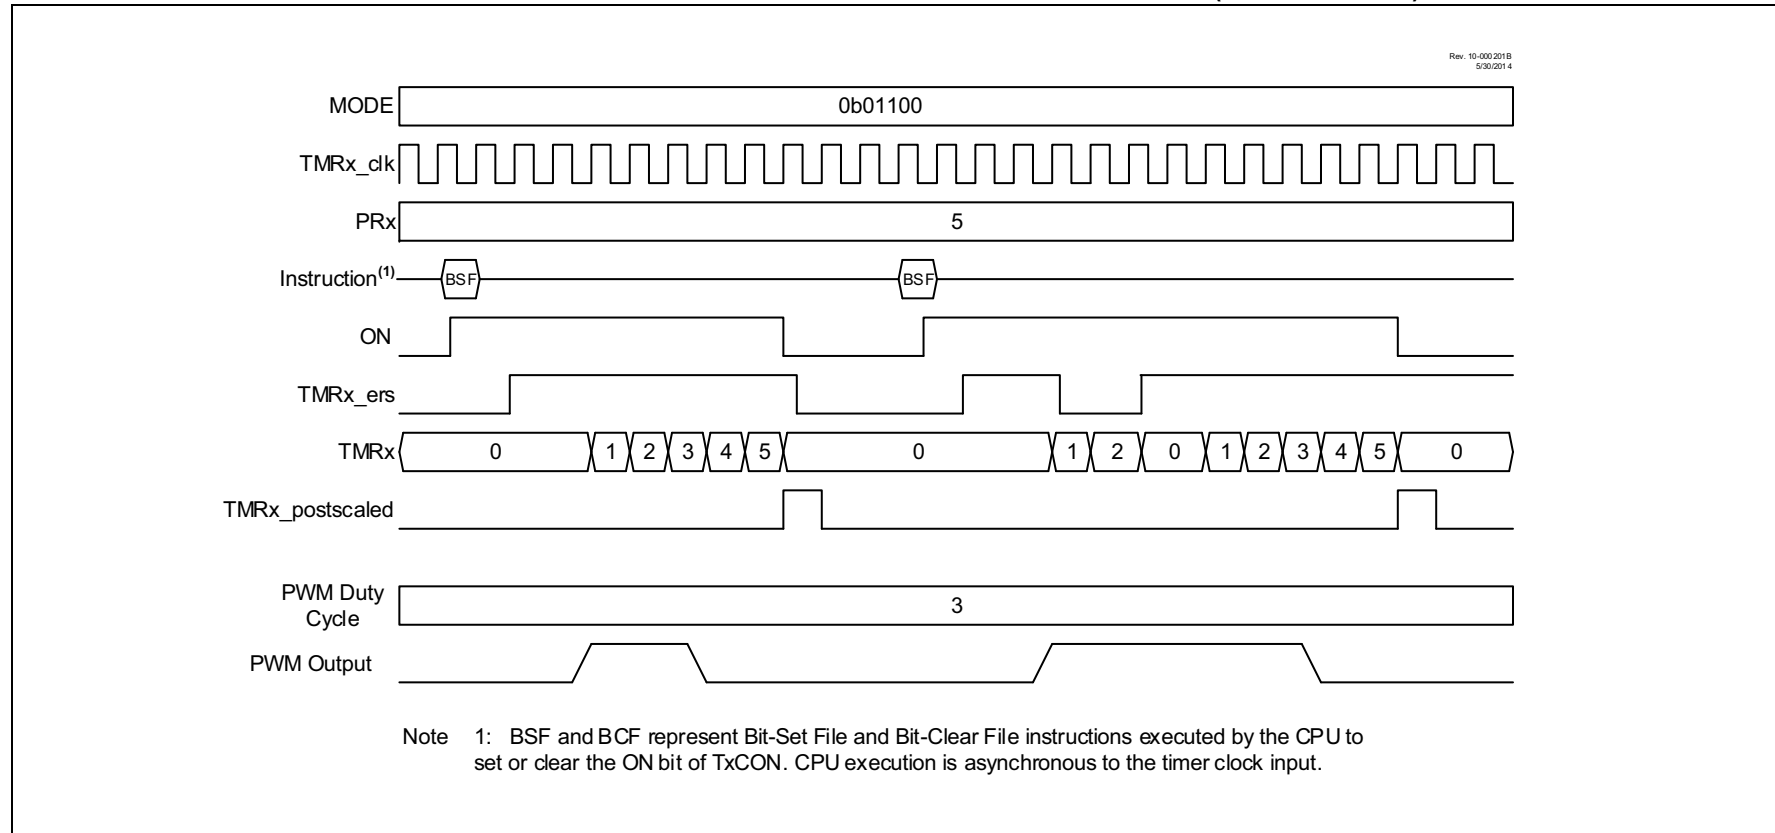 Rev. 10-000201B
5/30/2014
MODE 0b01100
TMRx_clk
PRx 5
Instruction(1) BSF BSF
ON
TMRx_ers
TMRx 0 1 2 3 4 5 0 1 2 0 1 2 3 4 5 0
TMRx_postscaled
PWM Duty
Cycle 3
PWM Output
Note 1: BSF and BCF represent Bit-Set File and Bit-Clear File instructions executed by the CPU to
set or clear the ON bit of TxCON. CPU execution is asynchronous to the timer clock input.